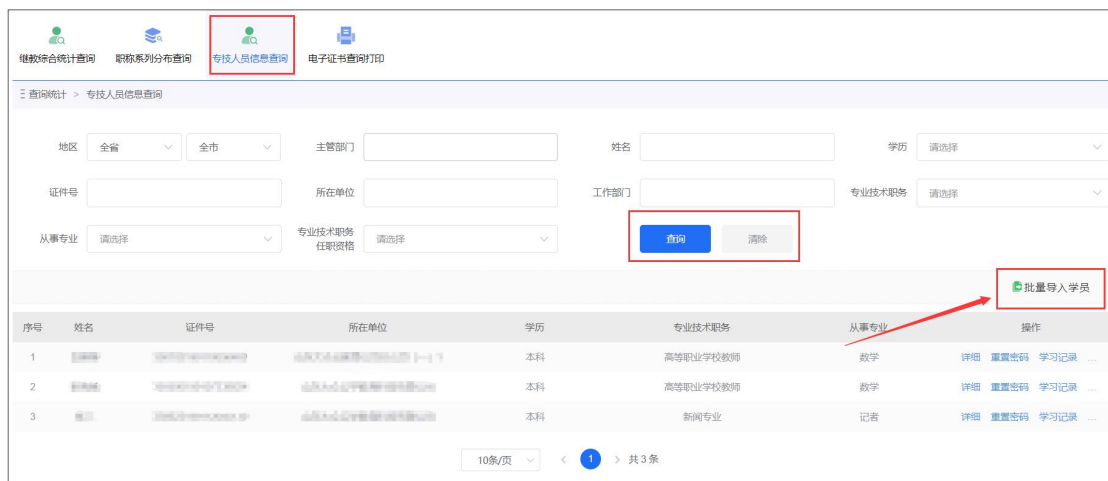 继教综合统计查询 职称系列分布查询 专技人员信息查询 电子证书查询打印
查询统计 > 专技人员信息查询
地区 全省 全市 主管部门 姓名 学历 请选择
证件号 所在单位 工作部门 专业技术职务 请选择
从事专业 请选择 专业技术职务任职资格 请选择 查询 清除
批量导入学员
序号 姓名 证件号 所在单位 学历 专业技术职务 从事专业 操作
1 本科 高等职业学校教师 数学 详细 重置密码 学习记录 ...
2 本科 高等职业学校教师 数学 详细 重置密码 学习记录 ...
3 本科 新闻专业 记者 详细 重置密码 学习记录 ...
10条/页 < 1 > 共3条